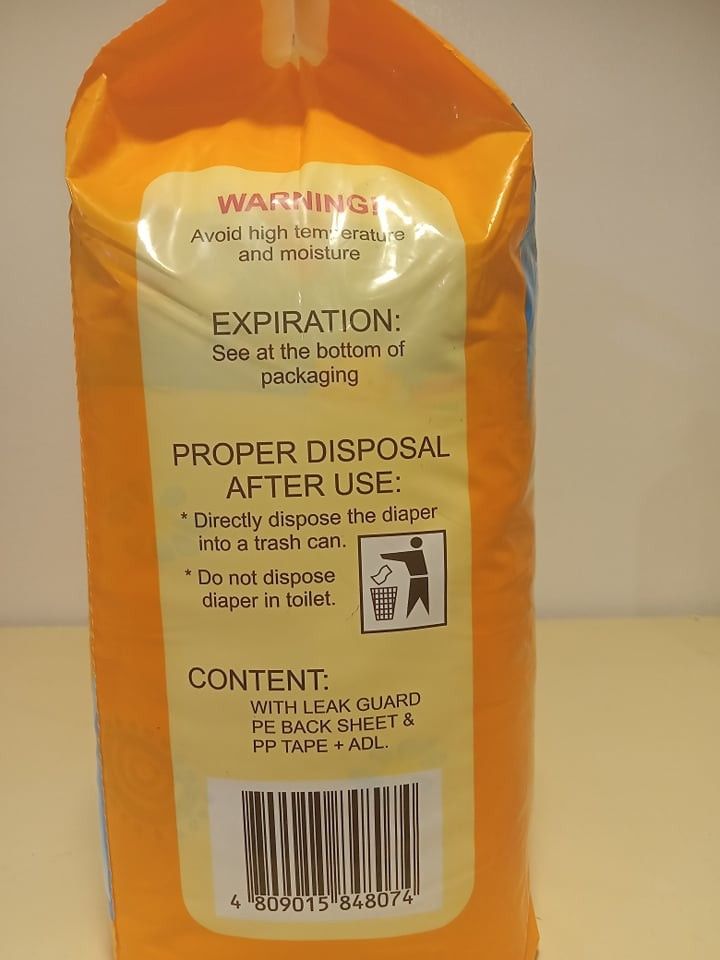 WARNING!
Avoid high temperature
and moisture
EXPIRATION:
See at the bottom of
packaging
PROPER DISPOSAL
AFTER USE:
* Directly dispose the diaper
into a trash can.
* Do not dispose
diaper in toilet.
CONTENT:
WITH LEAK GUARD
PE BACK SHEET &
PP TAPE + ADL.
4 809015 848074